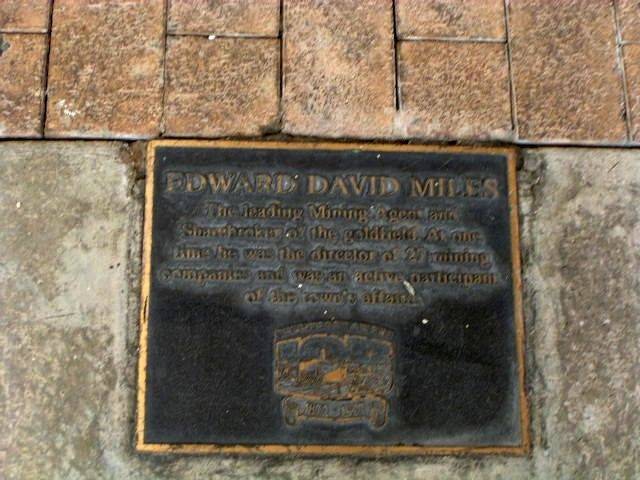 EDWARD DAVID MILES
The leading Mining Agent and
Sharebroker of the goldfield. At one
time he was the director of 27 mining
companies and was an active participant
of the town's affairs.